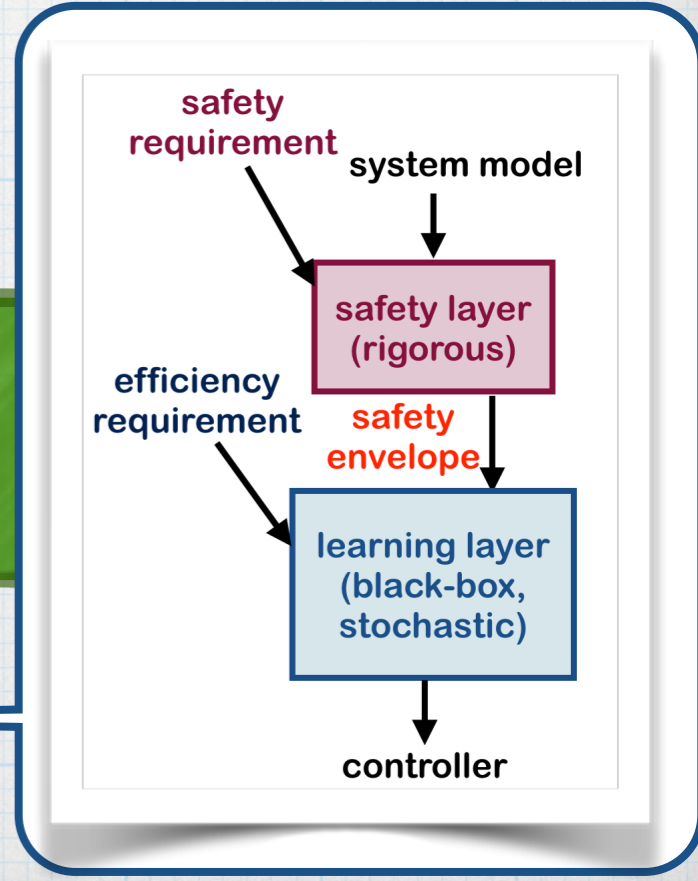 safety
requirement
system model
safety layer
(rigorous)
efficiency
requirement
safety
envelope
learning layer
(black-box,
stochastic)
controller